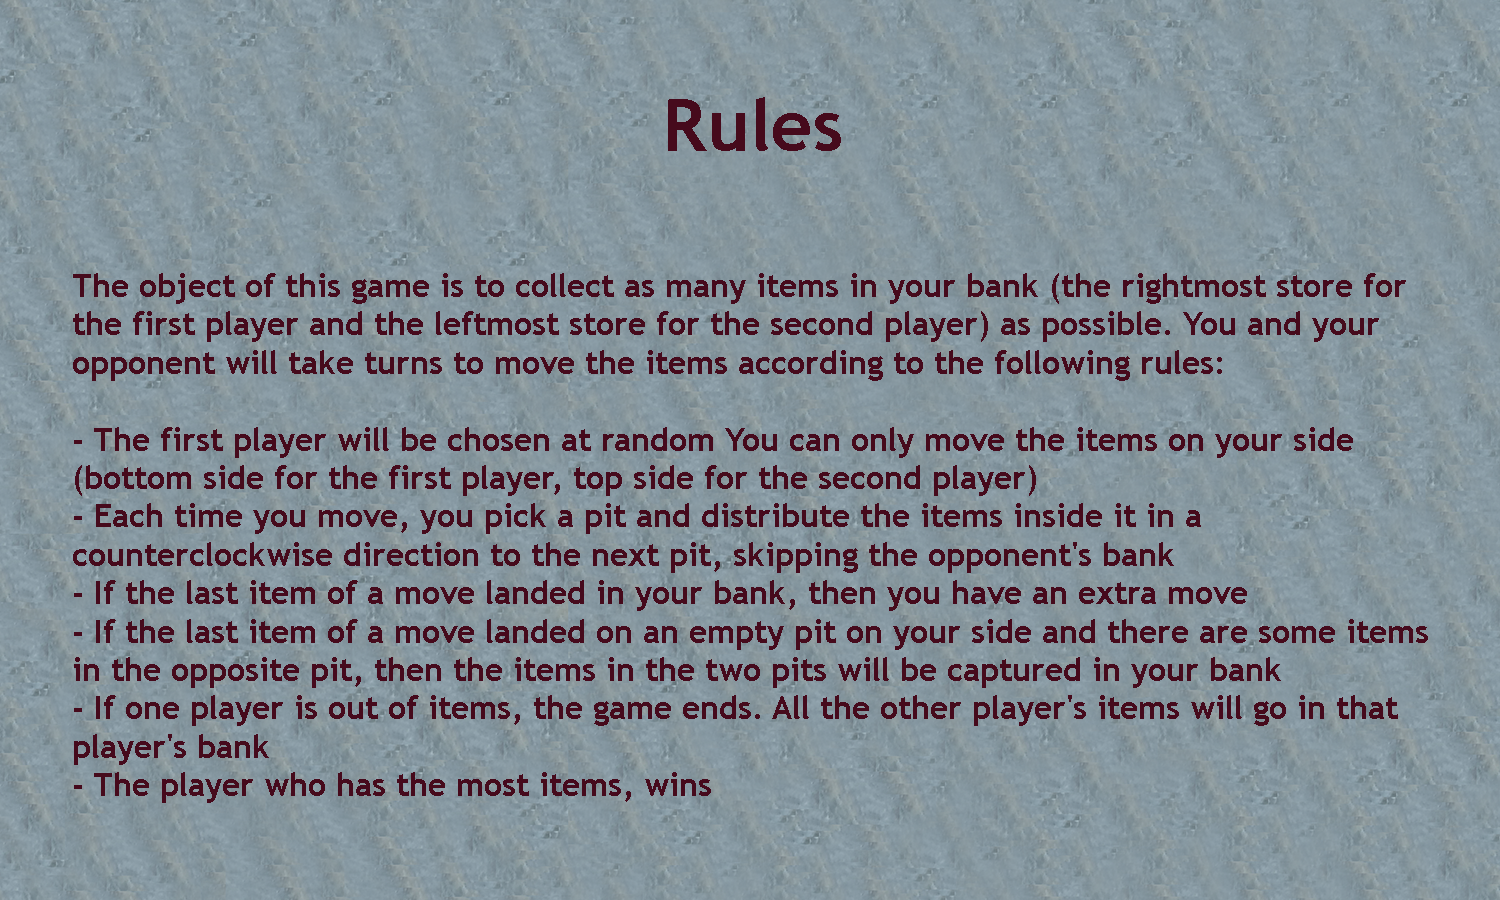 Rules
The object of this game is to collect as many items in your bank (the rightmost store for
the first player and the leftmost store for the second player) as possible. You and your
opponent will take turns to move the items according to the following rules:
- The first player will be chosen at random You can only move the items on your side
(bottom side for the first player, top side for the second player)
- Each time you move, you pick a pit and distribute the items inside it in a
counterclockwise direction to the next pit, skipping the opponent's bank
- If the last item of a move landed in your bank, then you have an extra move
- If the last item of a move landed on an empty pit on your side and there are some items
in the opposite pit, then the items in the two pits will be captured in your bank
- If one player is out of items, the game ends. All the other player's items will go in that
player's bank
- The player who has the most items, wins